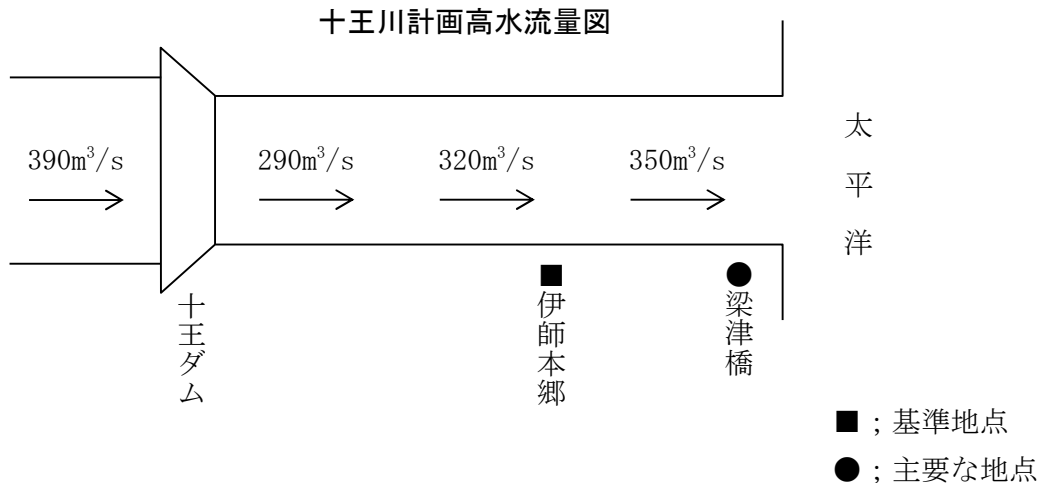 十王川計画高水流量図
390m³/s
290m³/s
320m³/s
350m³/s
太平洋
十王ダム
■
伊師本郷
●
梁津橋
■;基準地点
●;主要な地点